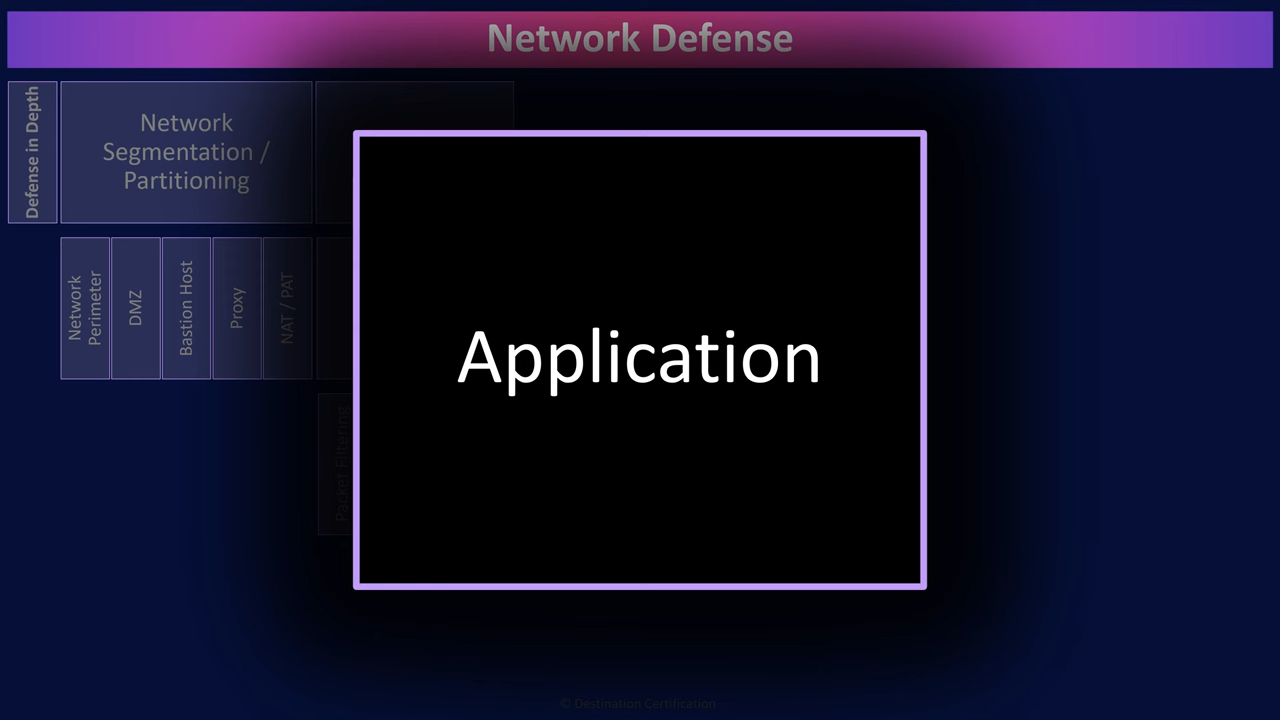 Network Defense
Defense in Depth
Network
Segmentation /
Partitioning
Network
Perimeter
DMZ
Bastion Host
Proxy
NAT / PAT
Packet Filtering
Application
© Destination Certification